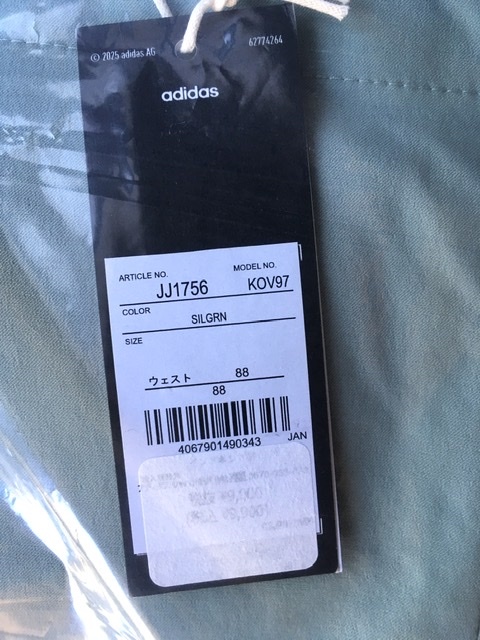 © 2025 adidas AG
62774264
adidas
ARTICLE NO.
MODEL NO.
JJ1756
KOV97
COLOR
SILGRN
SIZE
ウェスト 88
88
4067901490343
JAN